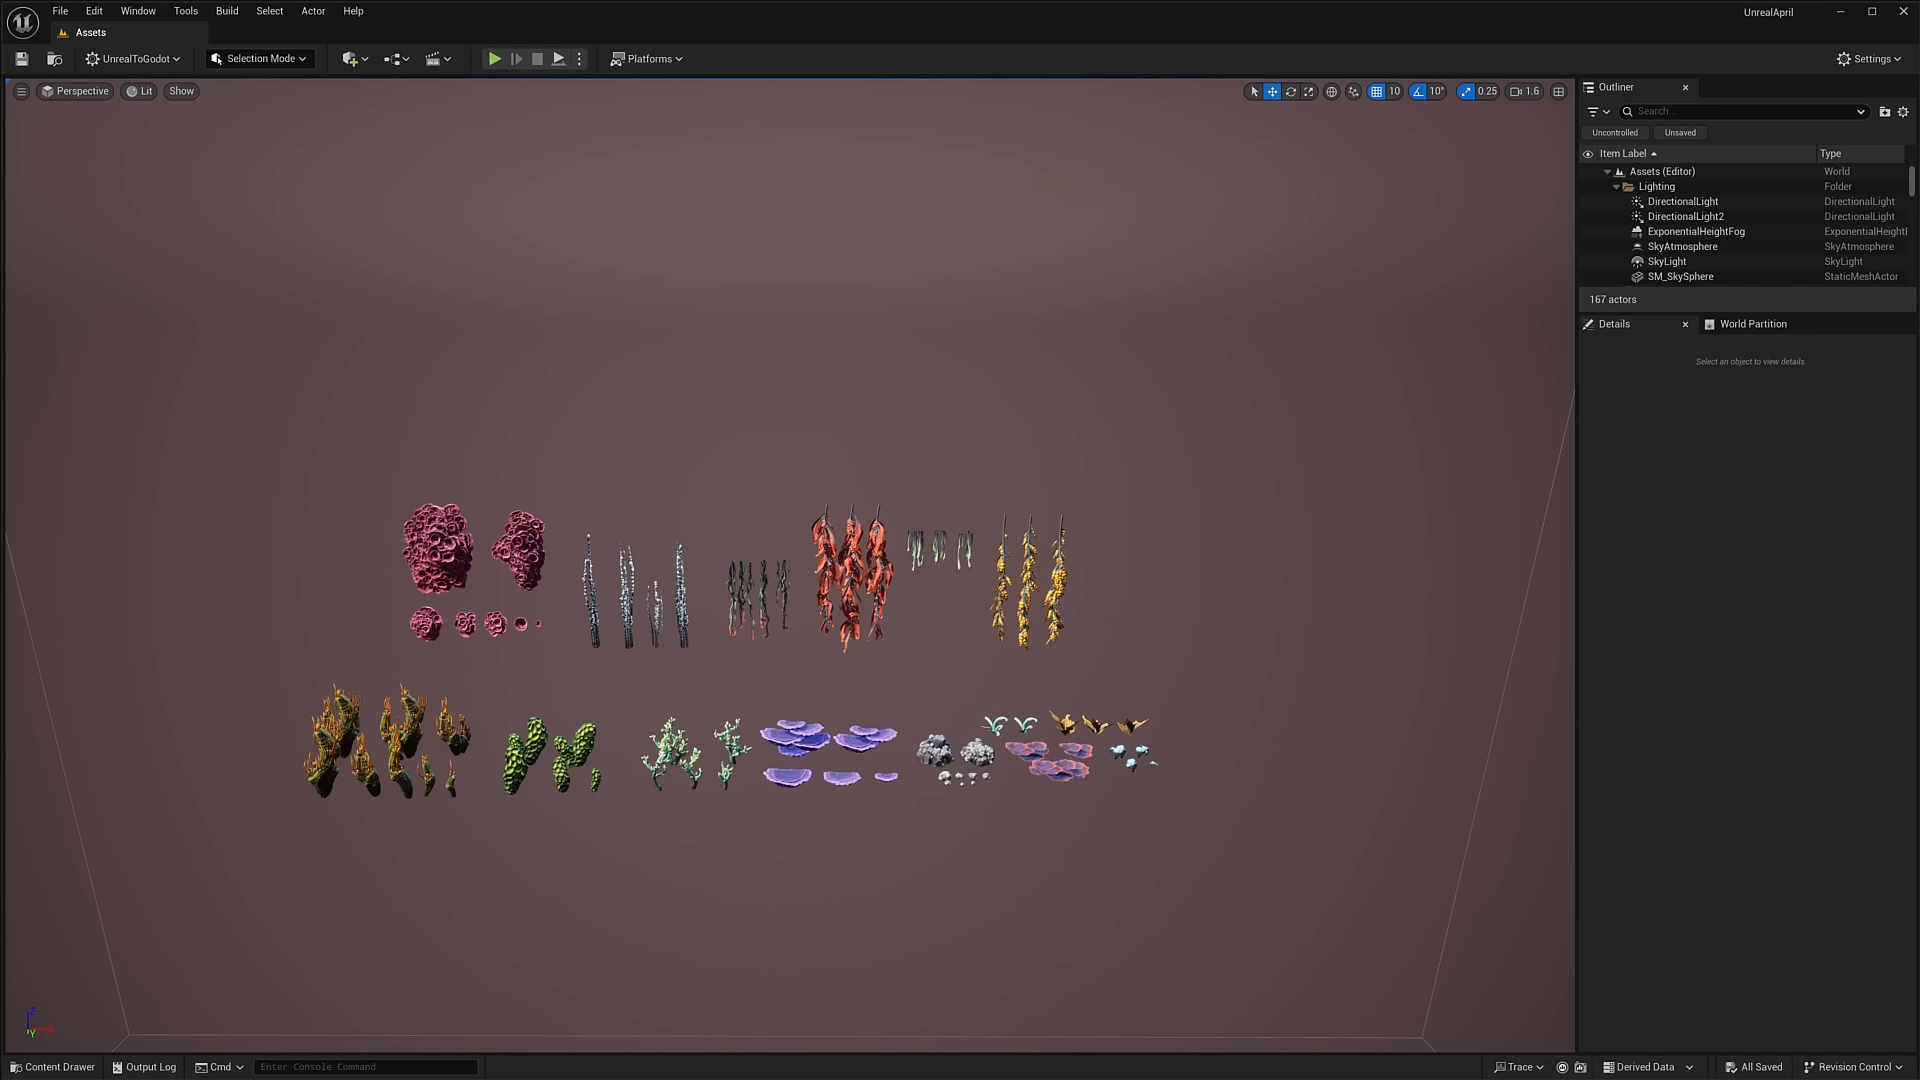 File Edit Window Tools Build Select Actor Help
UnrealApril
Assets
UnrealToGodot
Selection Mode
Platforms
Settings
Perspective
Lit
Show
10
10°
0.25
1.6
Outliner
Search...
Uncontrolled
Unsaved
Item Label Type
Assets (Editor) World
Lighting Folder
DirectionalLight DirectionalLight
DirectionalLight2 DirectionalLight
ExponentialHeightFog ExponentialHeight
SkyAtmosphere SkyAtmosphere
SkyLight SkyLight
SM_SkySphere StaticMeshActor
167 actors
Details
World Partition
Select an object to view details.
Z
X
Y
Content Drawer
Output Log
Cmd
Enter Console Command
Trace
Derived Data
All Saved
Revision Control